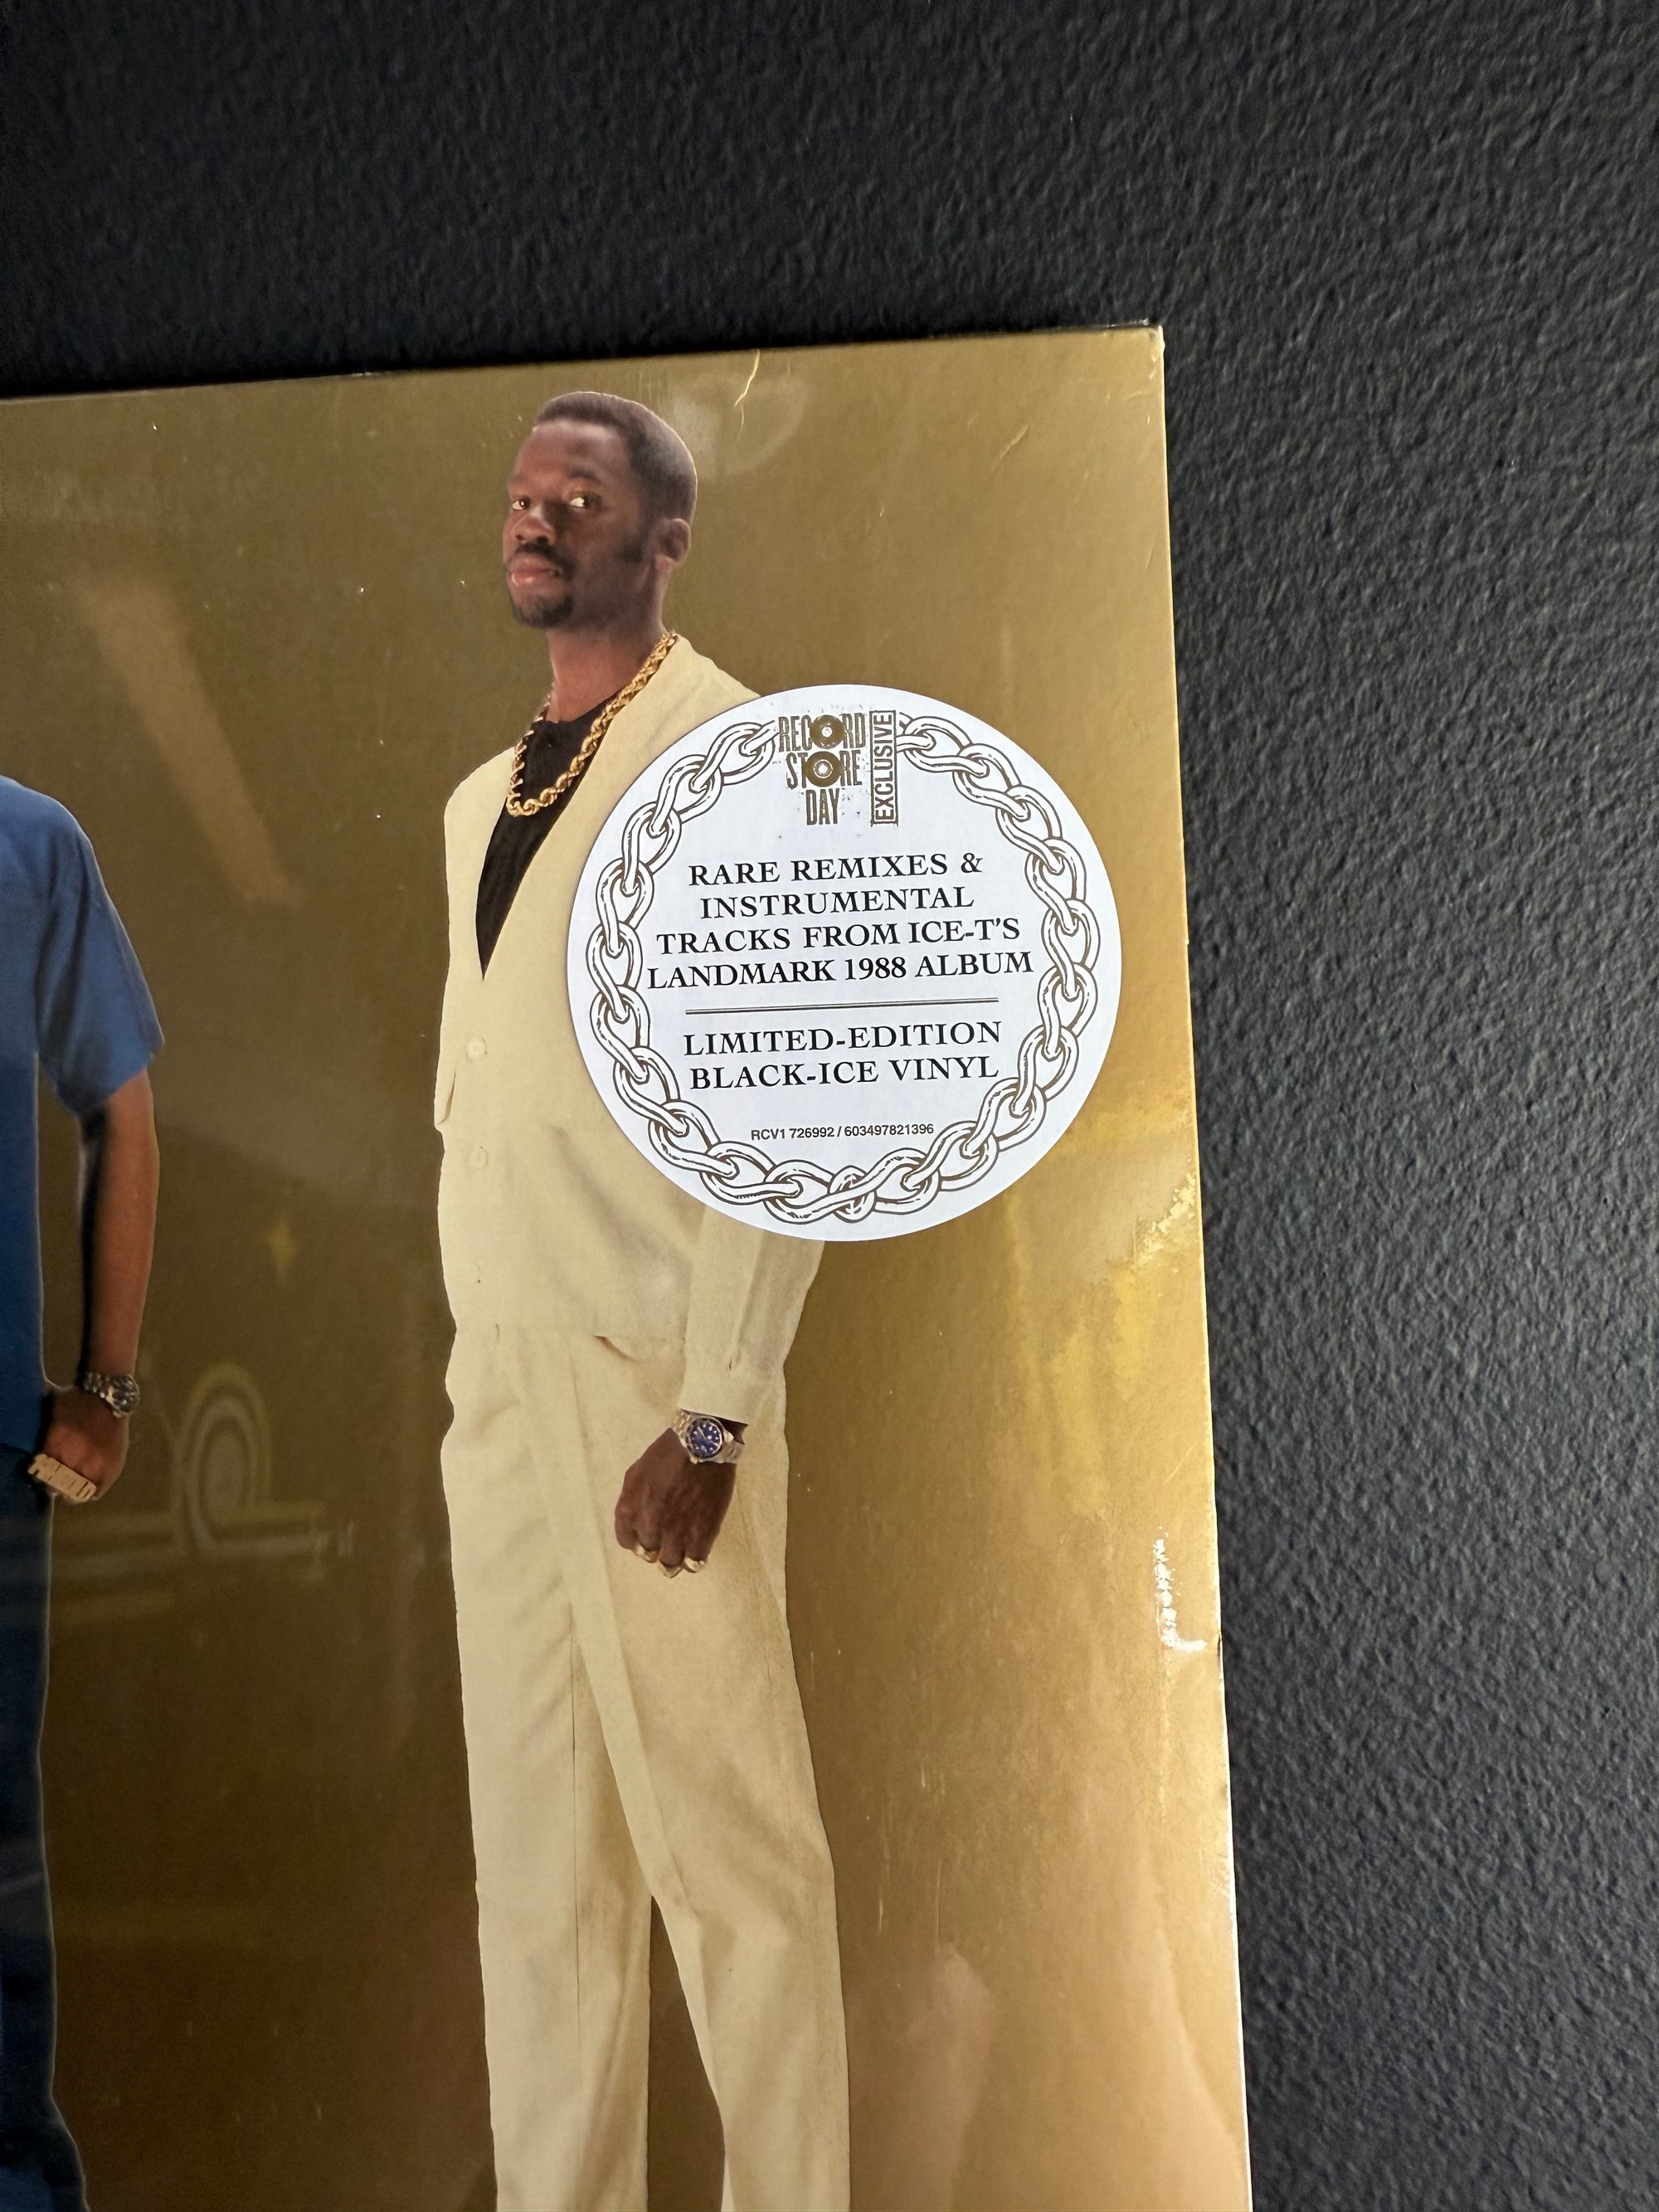 RECORD
STORE
DAY
EXCLUSIVE
RARE REMIXES &
INSTRUMENTAL
TRACKS FROM ICE-T'S
LANDMARK 1988 ALBUM
LIMITED-EDITION
BLACK-ICE VINYL
RCV1 726992 / 603497821396